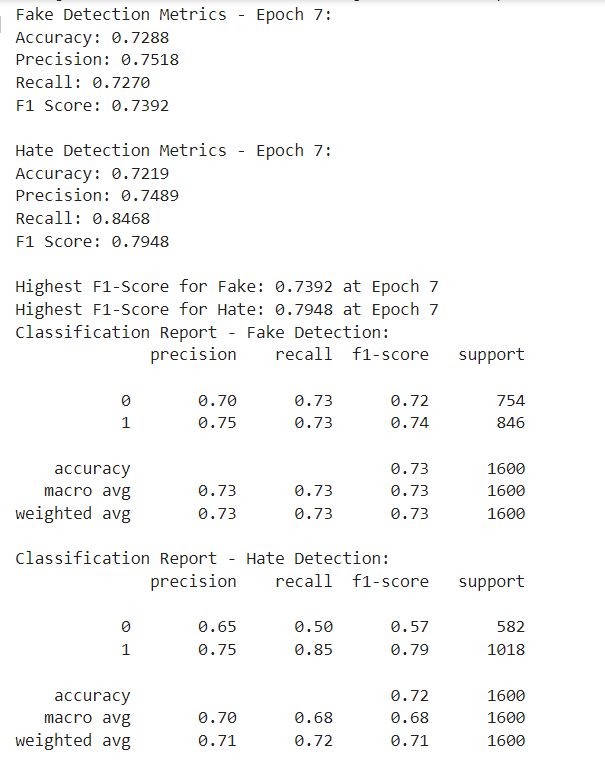 Fake Detection Metrics - Epoch 7:
Accuracy: 0.7288
Precision: 0.7518
Recall: 0.7270
F1 Score: 0.7392
Hate Detection Metrics - Epoch 7:
Accuracy: 0.7219
Precision: 0.7489
Recall: 0.8468
F1 Score: 0.7948
Highest F1-Score for Fake: 0.7392 at Epoch 7
Highest F1-Score for Hate: 0.7948 at Epoch 7
Classification Report - Fake Detection:
precision recall f1-score support
0 0.70 0.73 0.72 754
1 0.75 0.73 0.74 846
accuracy 0.73 1600
macro avg 0.73 0.73 0.73 1600
weighted avg 0.73 0.73 0.73 1600
Classification Report - Hate Detection:
precision recall f1-score support
0 0.65 0.50 0.57 582
1 0.75 0.85 0.79 1018
accuracy 0.72 1600
macro avg 0.70 0.68 0.68 1600
weighted avg 0.71 0.72 0.71 1600